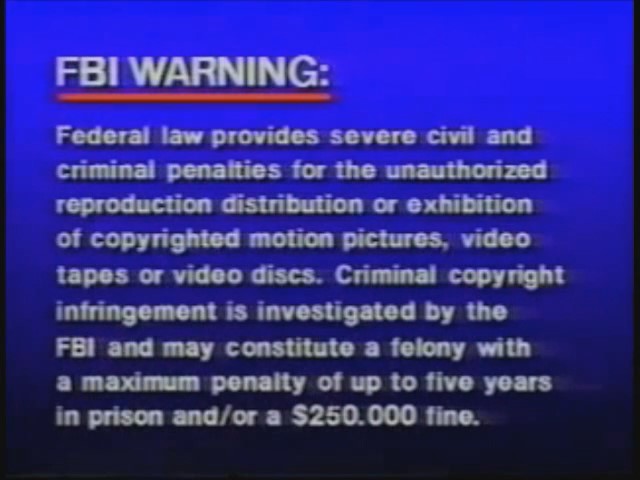 FBI WARNING:
Federal law provides severe civil and
criminal penalties for the unauthorized
reproduction distribution or exhibition
of copyrighted motion pictures, video
tapes or video discs. Criminal copyright
infringement is investigated by the
FBI and may constitute a felony with
a maximum penalty of up to five years
in prison and/or a $250.000 fine.